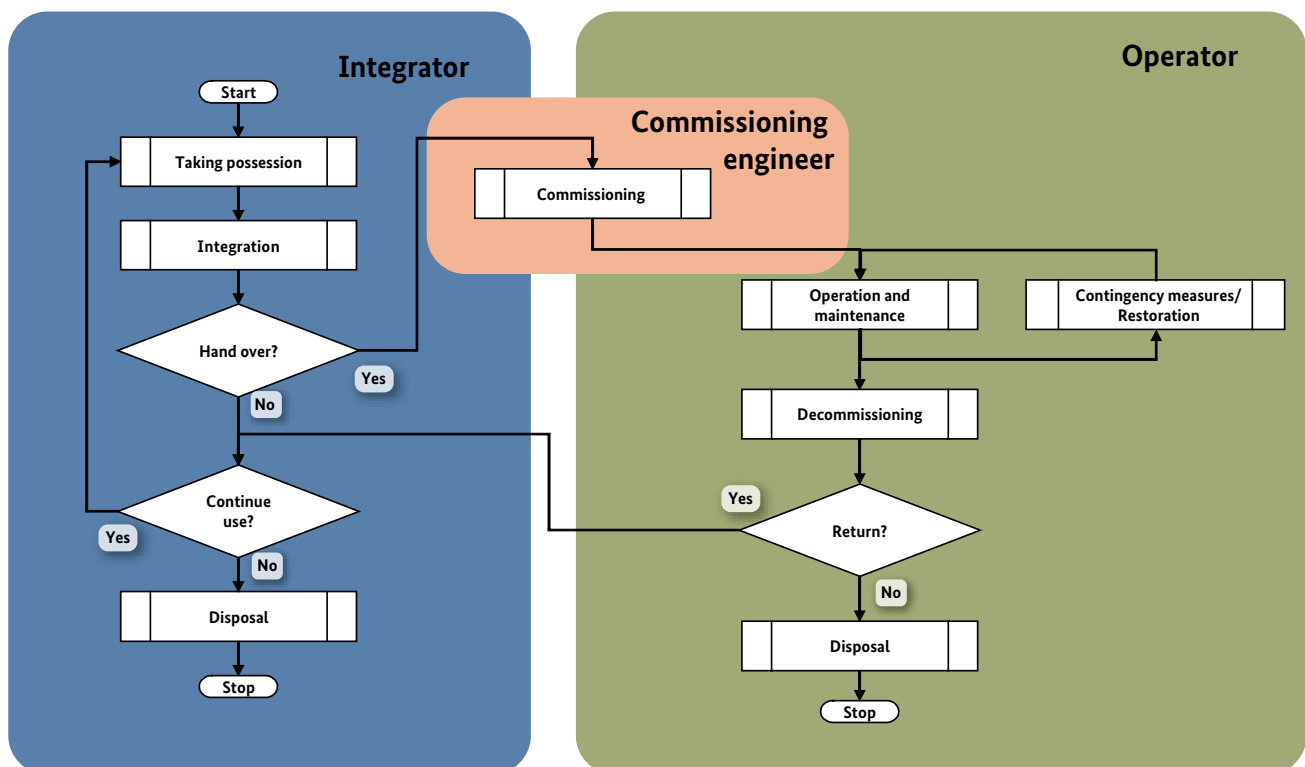 Integrator
Operator
Start
Commissioning
engineer
Taking possession
Commissioning
Integration
Operation and
maintenance
Contingency measures/
Restoration
Hand over?
Yes
No
Decommissioning
Continue
use?
Yes
No
Yes
Return?
No
Disposal
Disposal
Stop
Stop